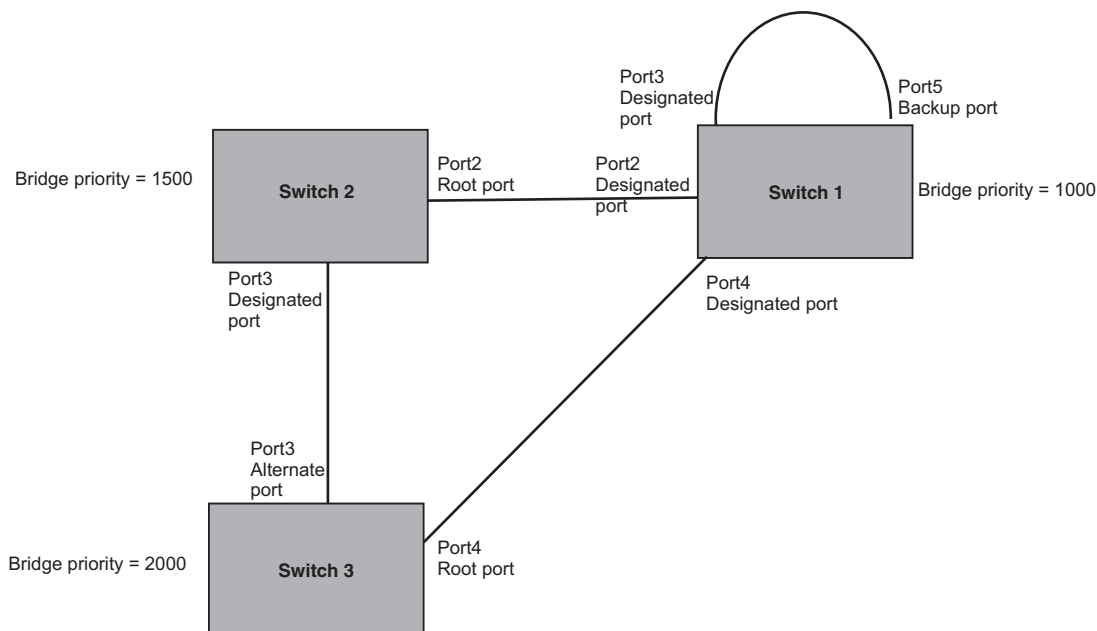 Port3
Designated
port
Port5
Backup port
Bridge priority = 1500
Switch 2
Port2
Root port
Port2
Designated
port
Switch 1
Bridge priority = 1000
Port3
Designated
port
Port4
Designated port
Port3
Alternate
port
Bridge priority = 2000
Switch 3
Port4
Root port